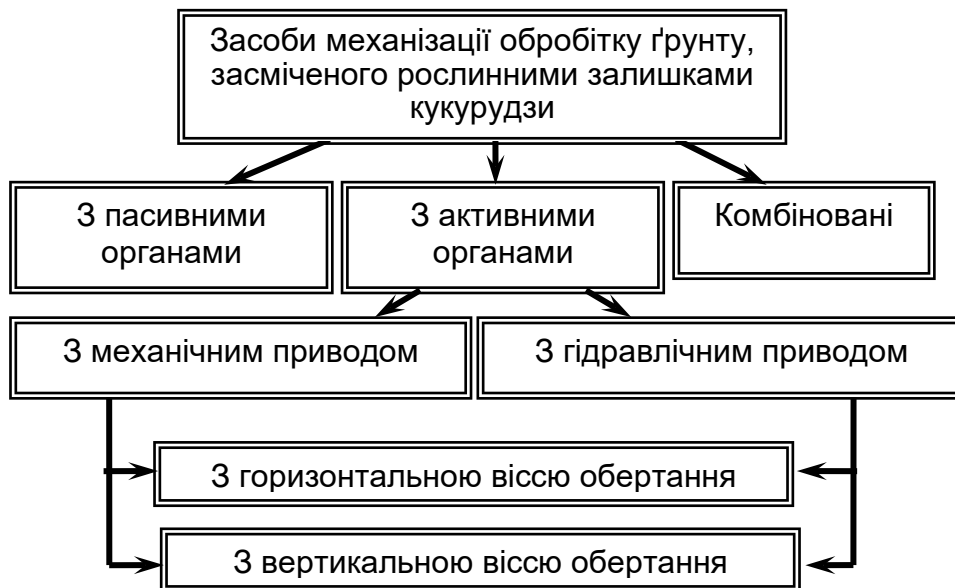 Засоби механізації обробітку ґрунту,
засміченого рослинними залишками
кукурудзи
З пасивними
органами
З активними
органами
Комбіновані
З механічним приводом
З гідравлічним приводом
З горизонтальною віссю обертання
З вертикальною віссю обертання